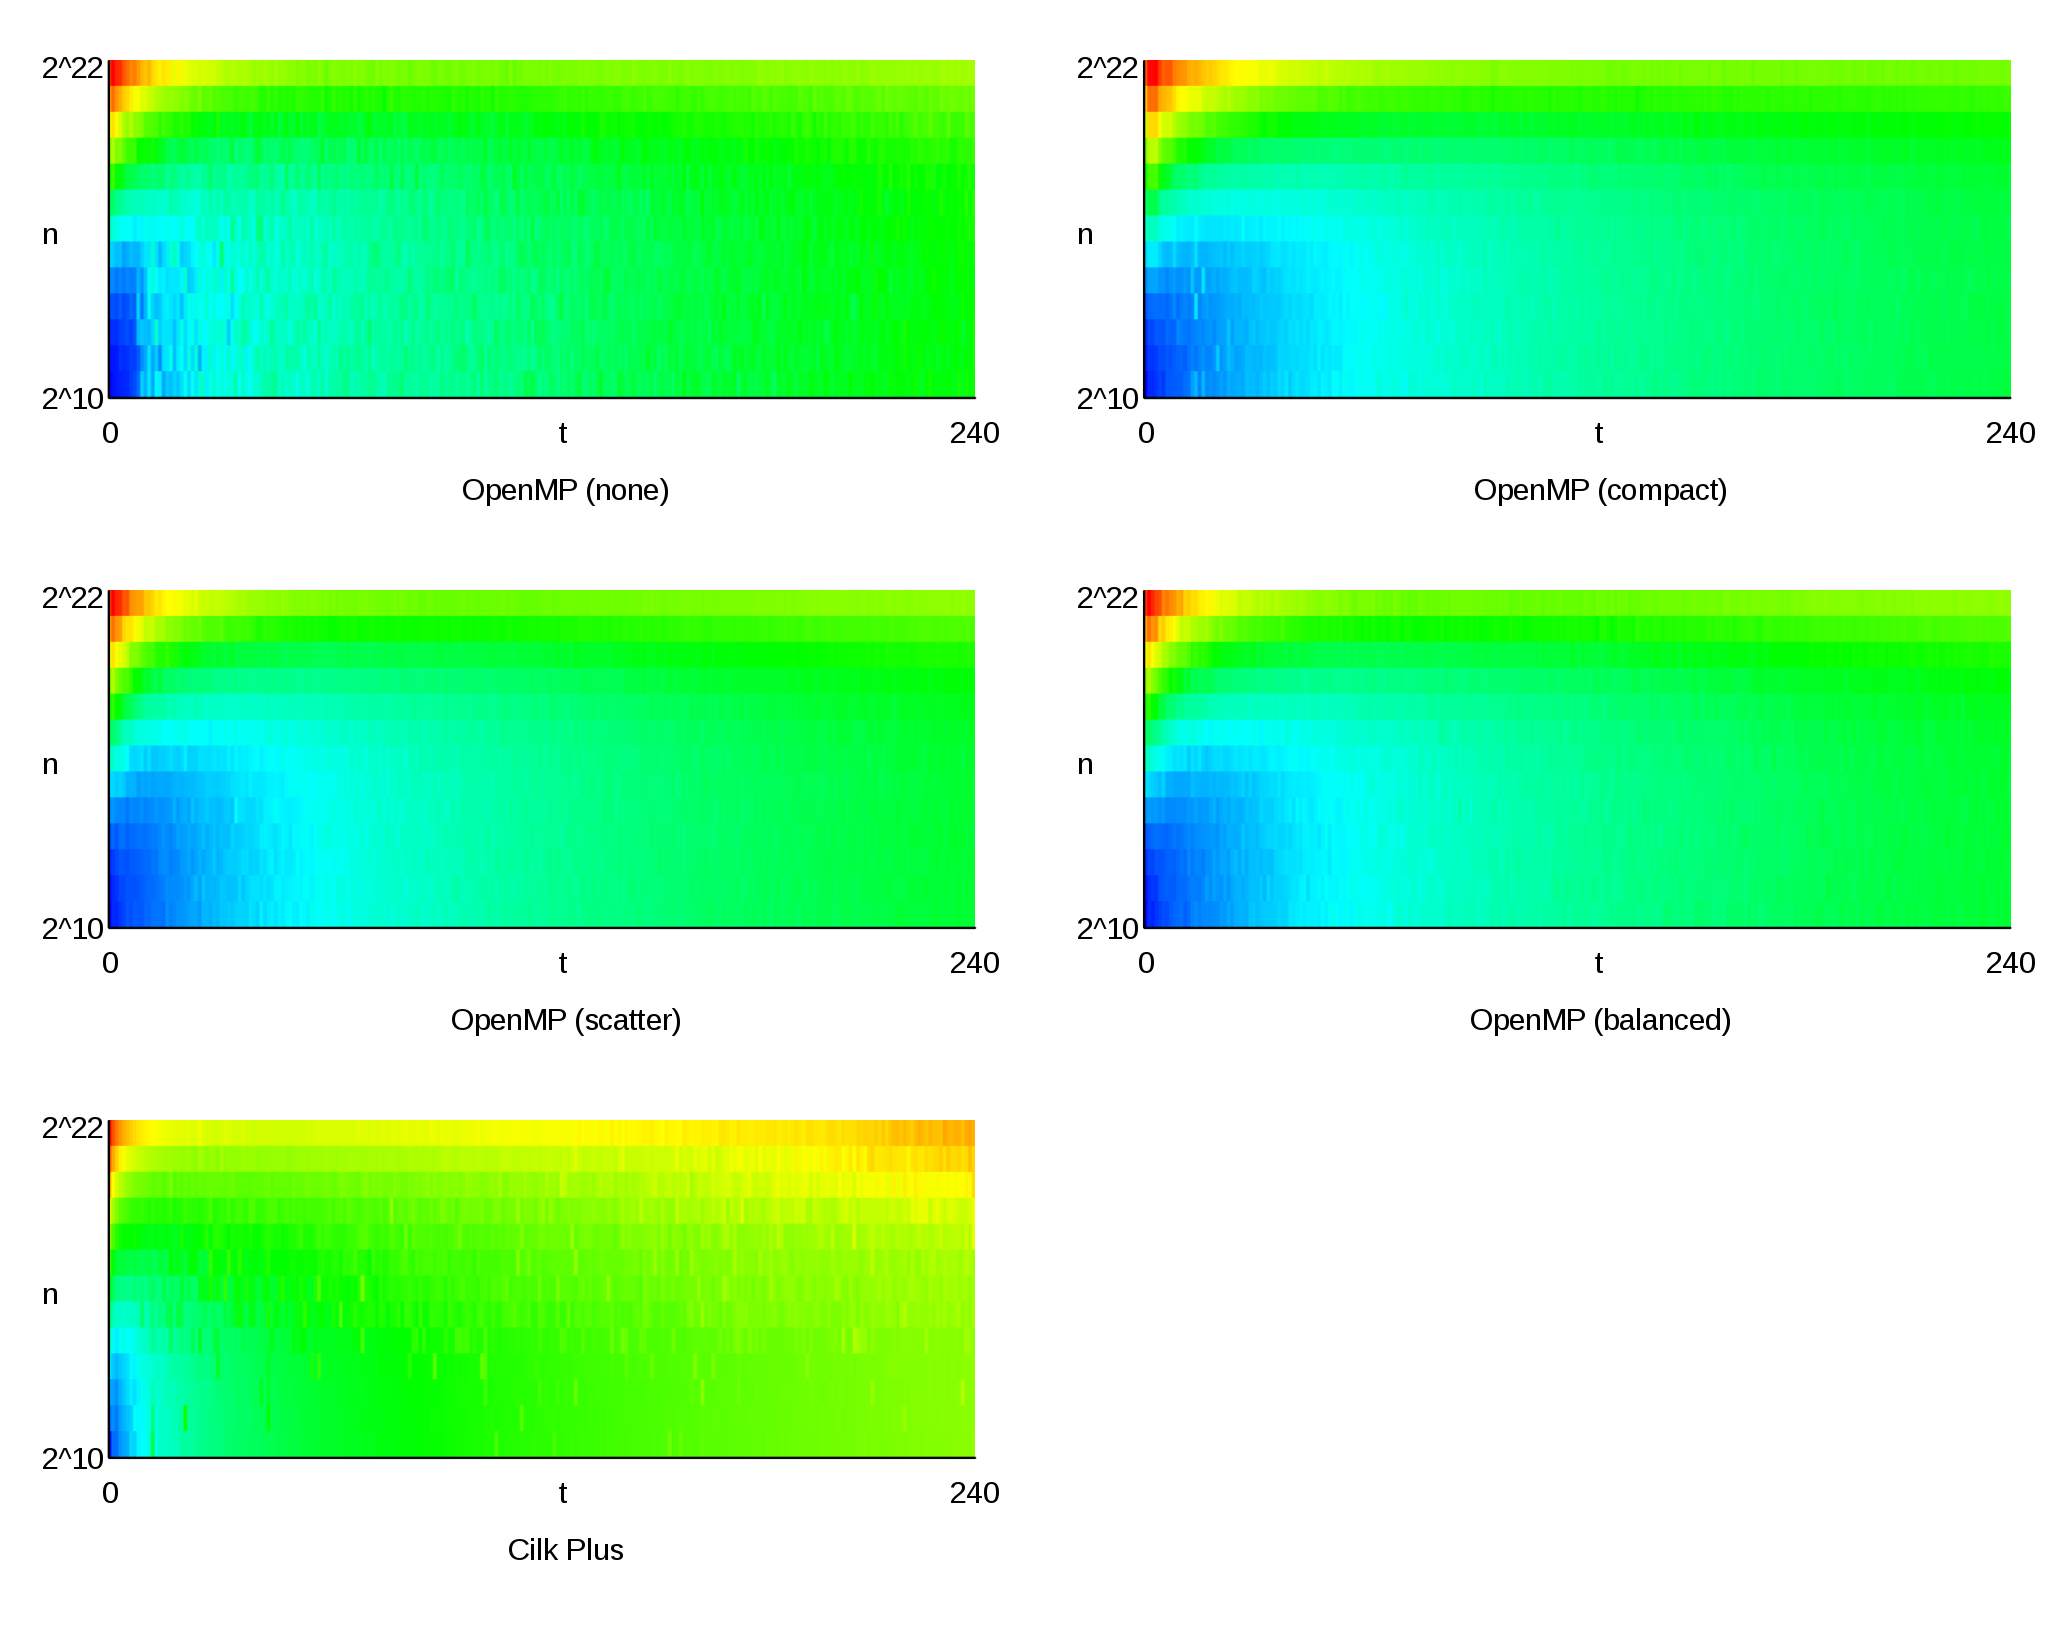 2^22
n
2^10
0 t 240
OpenMP (none)
2^22
n
2^10
0 t 240
OpenMP (compact)
2^22
n
2^10
0 t 240
OpenMP (scatter)
2^22
n
2^10
0 t 240
OpenMP (balanced)
2^22
n
2^10
0 t 240
Cilk Plus